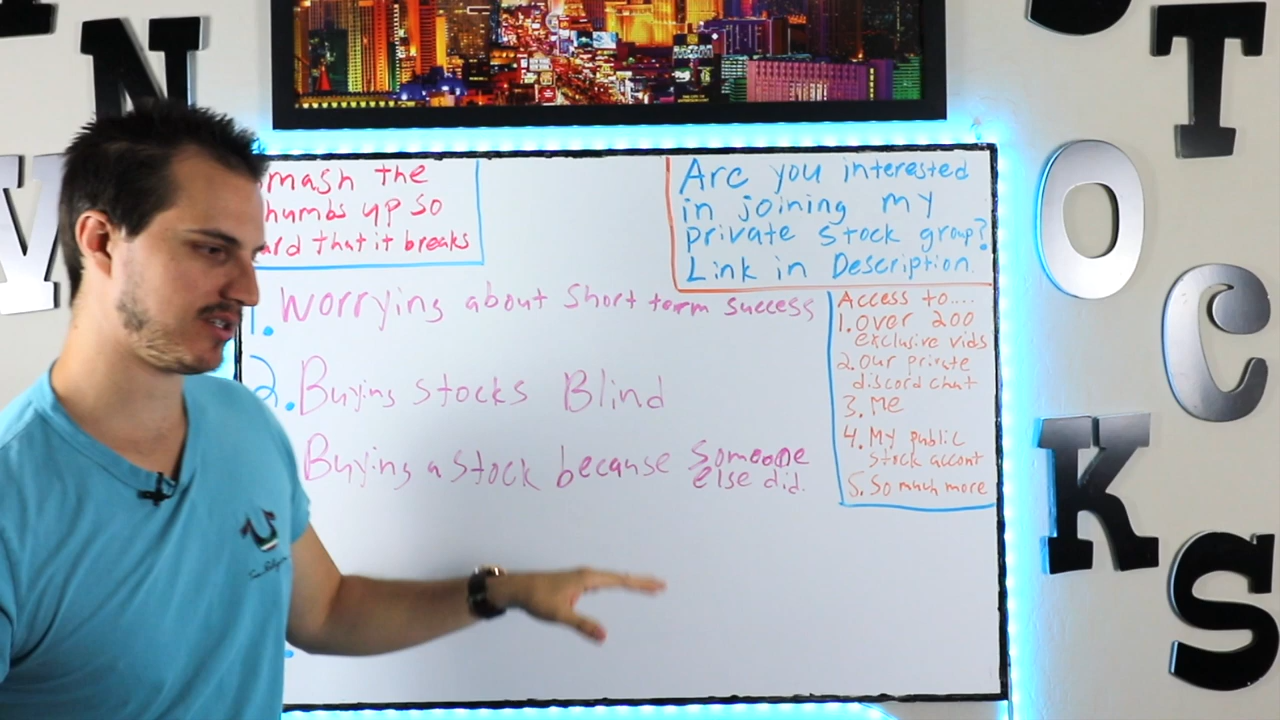 mash the
humbs up so
ard that it breaks
Are you interested
in joining my
private stock group?
Link in Description.
1. Worrying about short term success
2. Buying stocks Blind
Buying a stock because someone
else did.
Access to....
1. over 200
exclusive vids
2. Our private
discord chat
3. Me
4. My public
stock accont
5. So much more
STOCKS